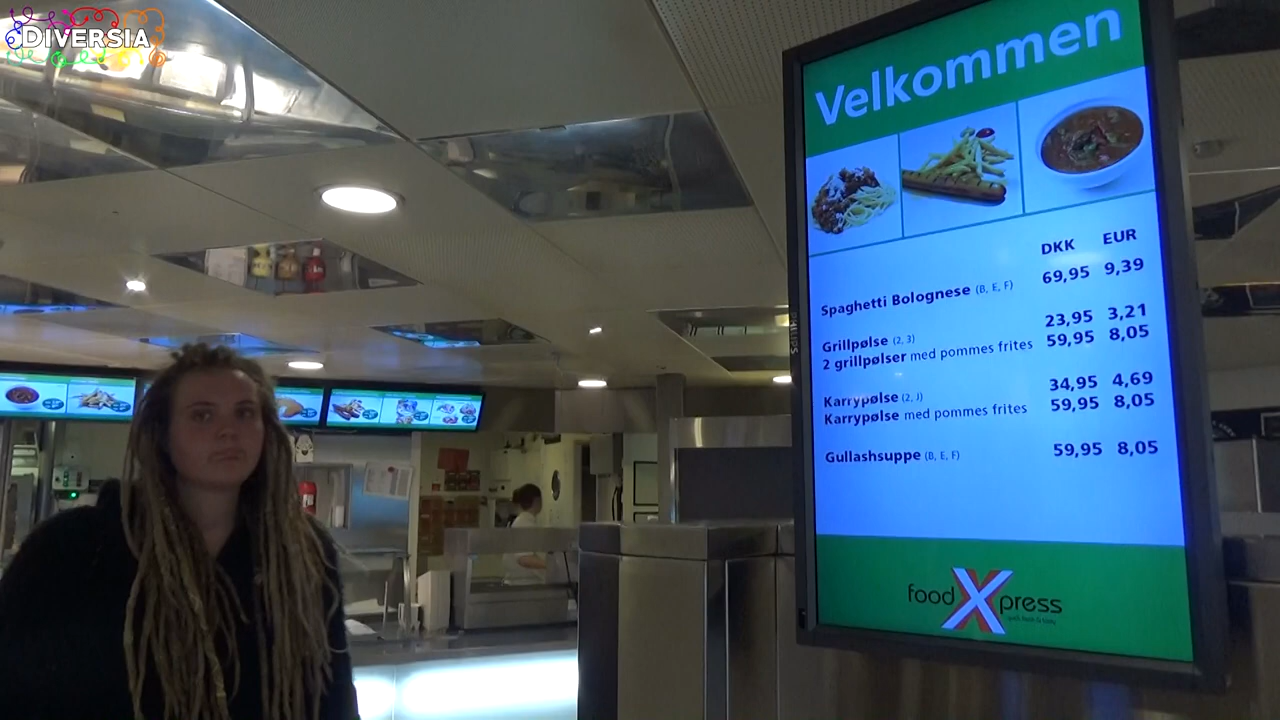 DIVERSIA
Velkommen
DKK EUR
Spaghetti Bolognese (B, E, F) 69,95 9,39
Grillpølse (2, 3) 23,95 3,21
2 grillpølser med pommes frites 59,95 8,05
Karrypølse (2, J) 34,95 4,69
Karrypølse med pommes frites 59,95 8,05
Gullashsuppe (B, E, F) 59,95 8,05
foodXpress
PHILIPS